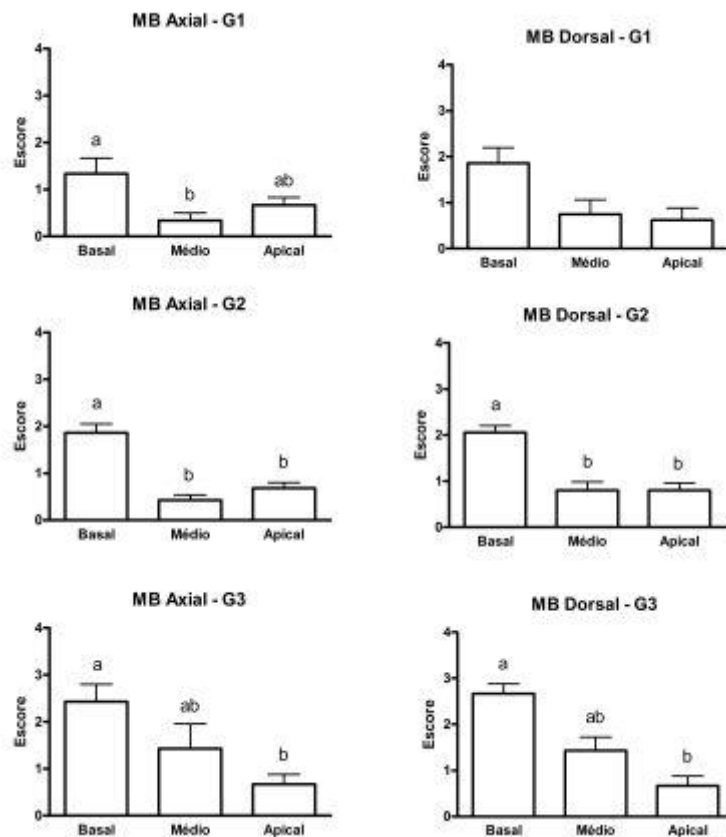 MB Axial - G1
4
3
2
1
0
Escore
a
b
ab
Basal Médio Apical
MB Dorsal - G1
4
3
2
1
0
Escore
Basal Médio Apical
MB Axial - G2
4
3
2
1
0
Escore
a
b
b
Basal Médio Apical
MB Dorsal - G2
4
3
2
1
0
Escore
a
b
b
Basal Médio Apical
MB Axial - G3
4
3
2
1
0
Escore
a
ab
b
Basal Médio Apical
MB Dorsal - G3
4
3
2
1
0
Escore
a
ab
b
Basal Médio Apical